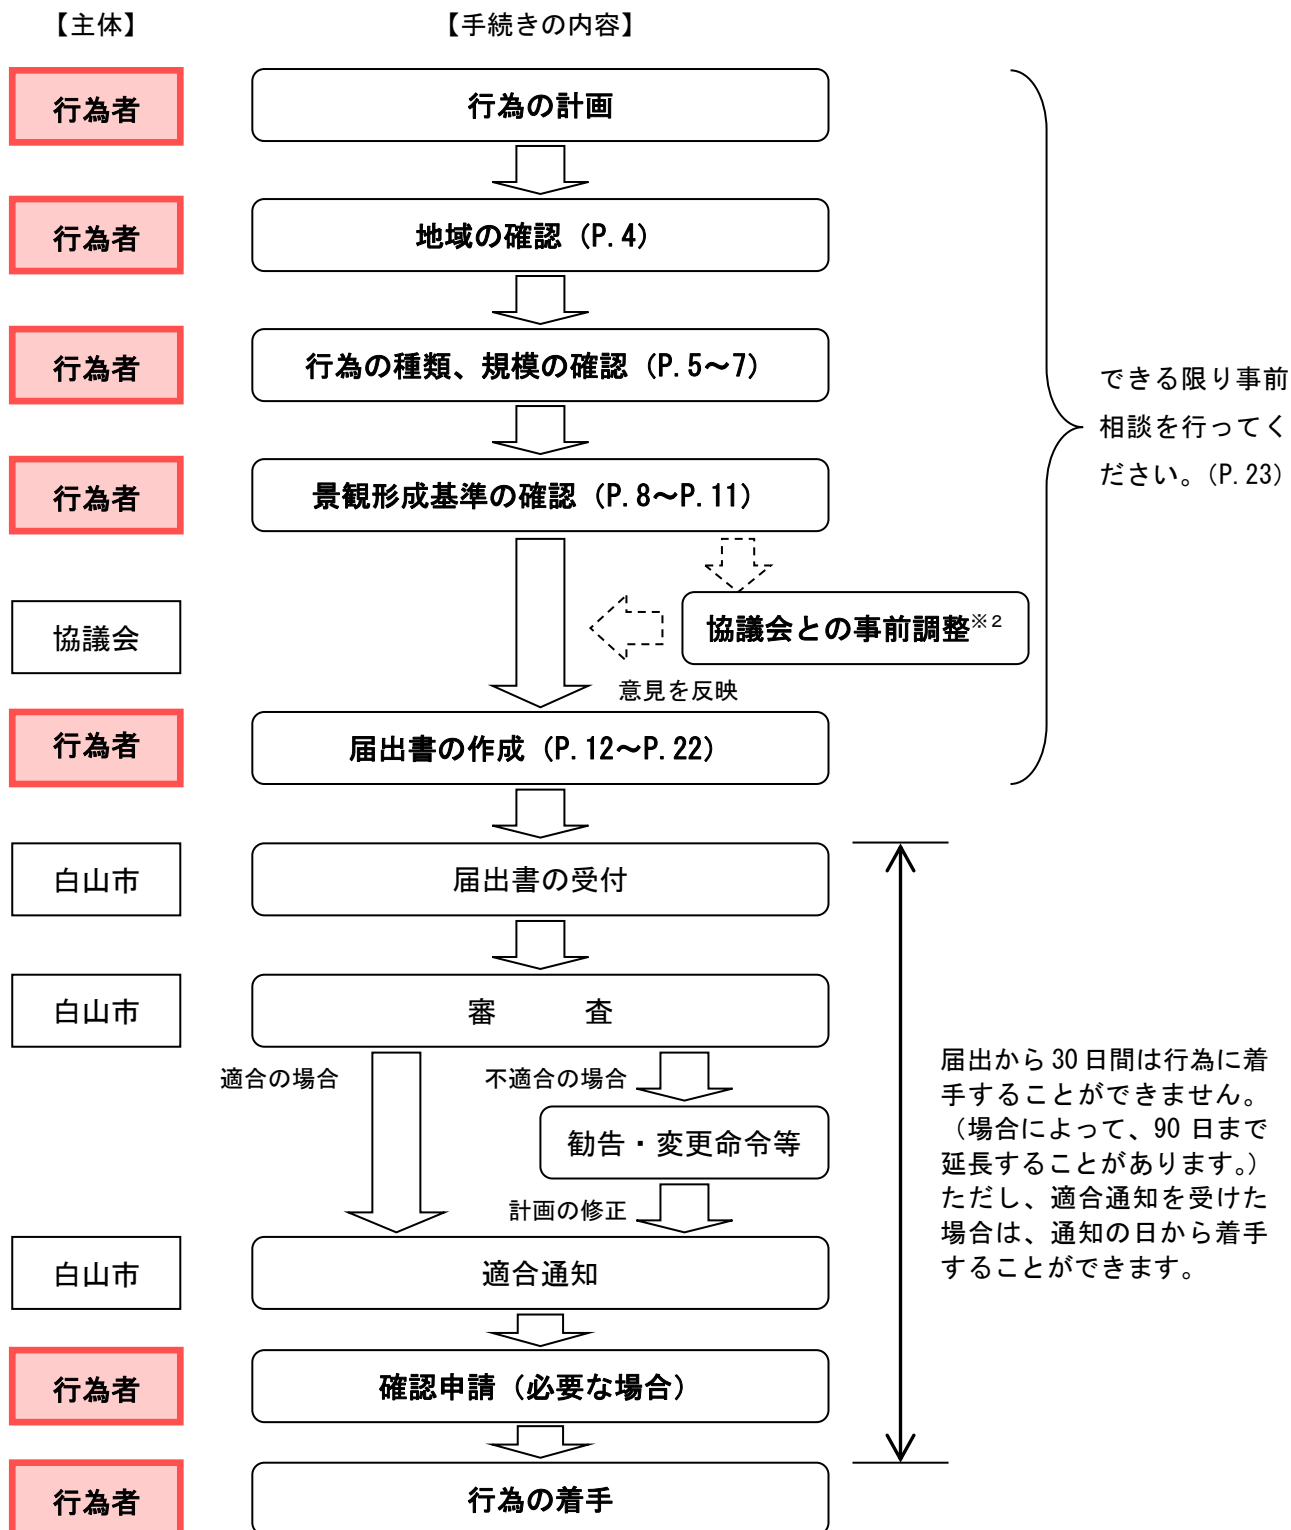 【主体】 【手続きの内容】
行為者 行為の計画
行為者 地域の確認（P.4）
行為者 行為の種類、規模の確認（P.5～7）
できる限り事前
相談を行ってく
ださい。（P.23）
行為者 景観形成基準の確認（P.8～P.11）
協議会 協議会との事前調整※2
意見を反映
行為者 届出書の作成（P.12～P.22）
白山市 届出書の受付
白山市 審　　査
適合の場合 不適合の場合
勧告・変更命令等
計画の修正
届出から30日間は行為に着
手することができません。
（場合によって、90日まで
延長することがあります。）
ただし、適合通知を受けた
場合は、通知の日から着手
することができます。
白山市 適合通知
行為者 確認申請（必要な場合）
行為者 行為の着手